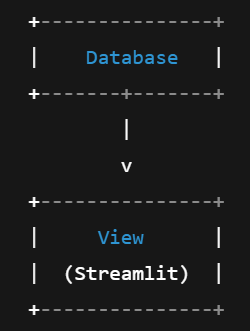 +---------------+
|    Database   |
+-------+-------+
        |
        v
+---------------+
|     View      |
|  (Streamlit)  |
+---------------+